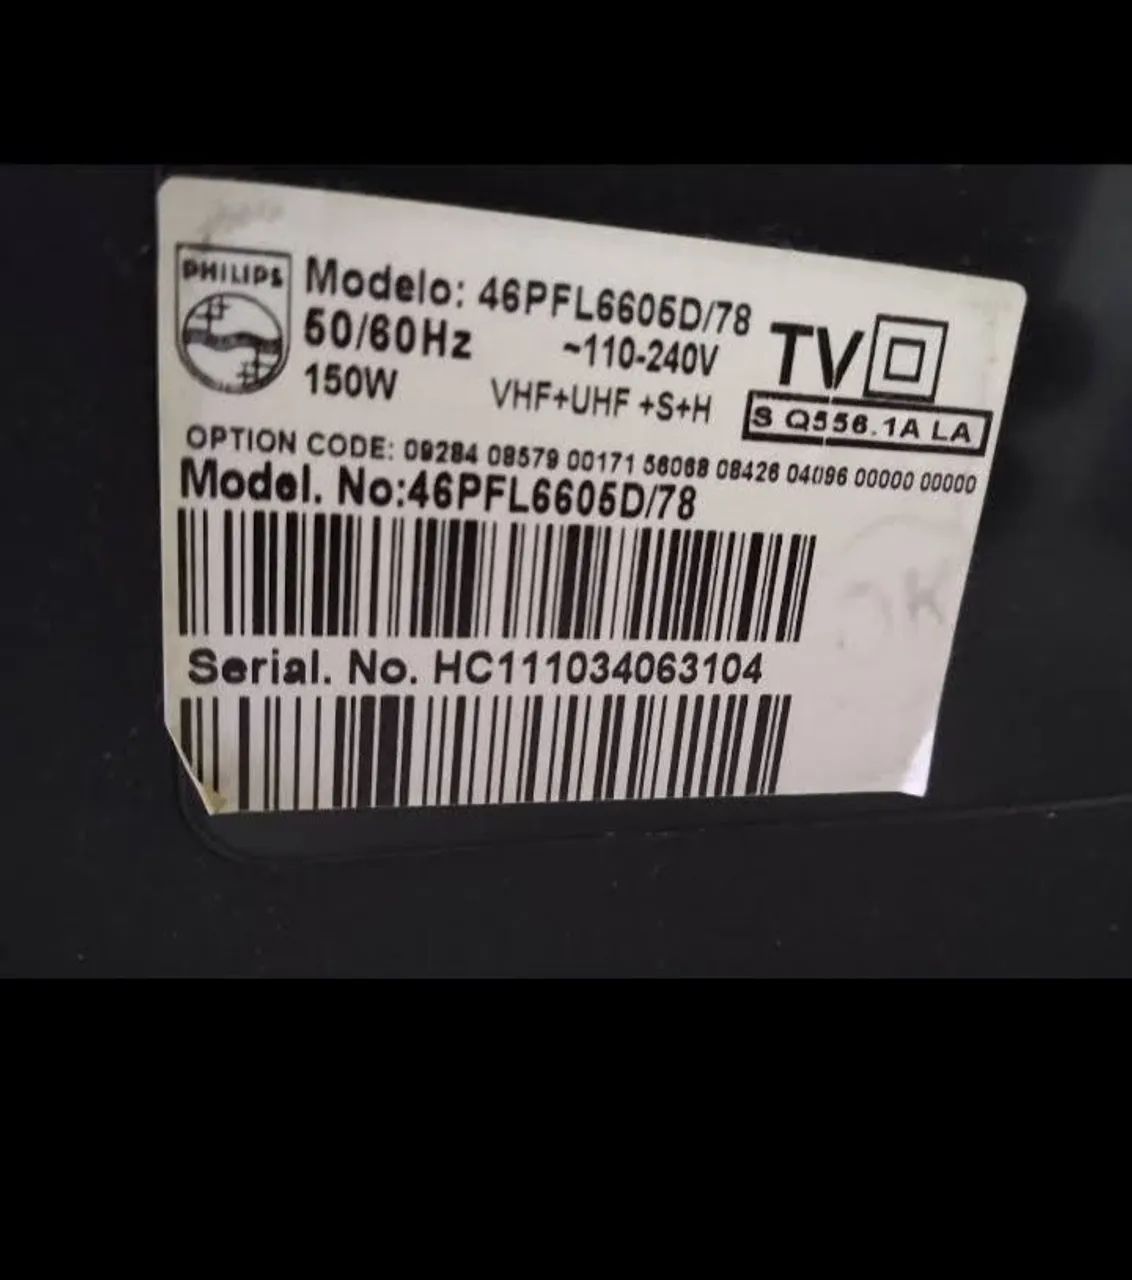 PHILIPS
Modelo: 46PFL6605D/78
50/60Hz ~110-240V
150W VHF+UHF +S+H
TV
S Q556.1A LA
OPTION CODE: 09284 08579 00171 56068 08426 04096 00000 00000
Model. No:46PFL6605D/78
Serial. No. HC111034063104